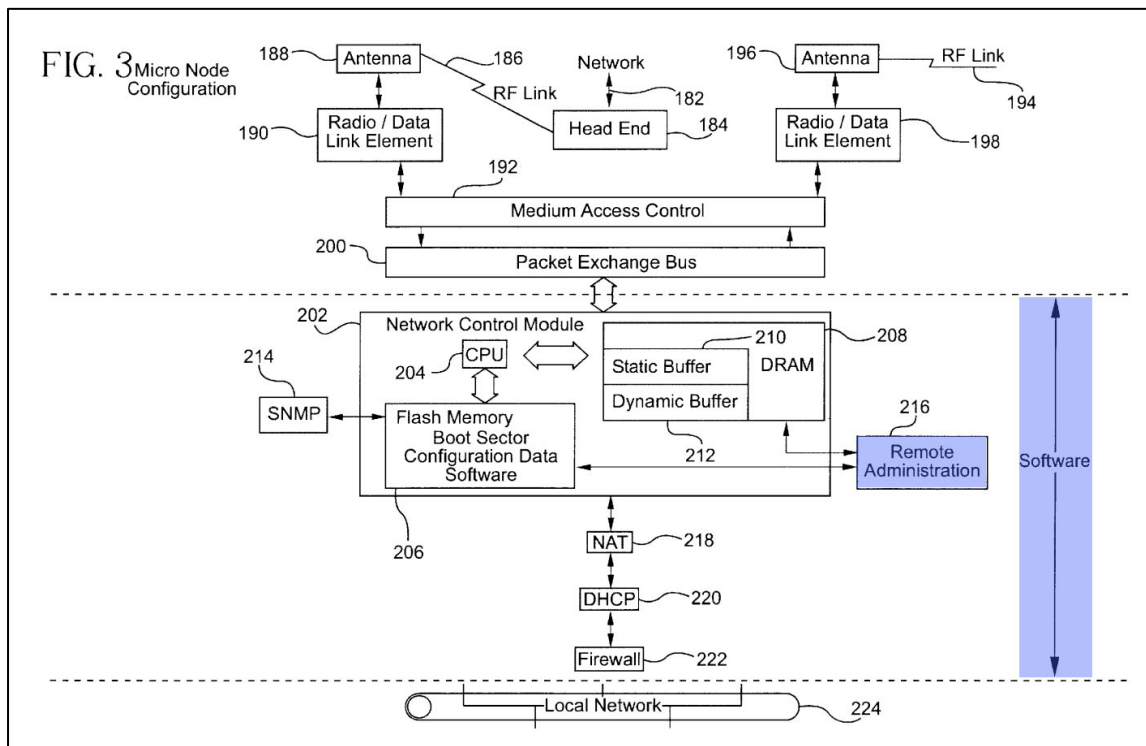 FIG. 3 Micro Node
Configuration
188
Antenna
186
RF Link
Network
182
Head End
184
196
Antenna
RF Link
194
190
Radio / Data
Link Element
Radio / Data
Link Element
198
192
Medium Access Control
200
Packet Exchange Bus
202
Network Control Module
204
CPU
210
208
Static Buffer
DRAM
Dynamic Buffer
212
214
SNMP
Flash Memory
Boot Sector
Configuration Data
Software
206
216
Remote
Administration
Software
NAT
218
DHCP
220
Firewall
222
Local Network
224